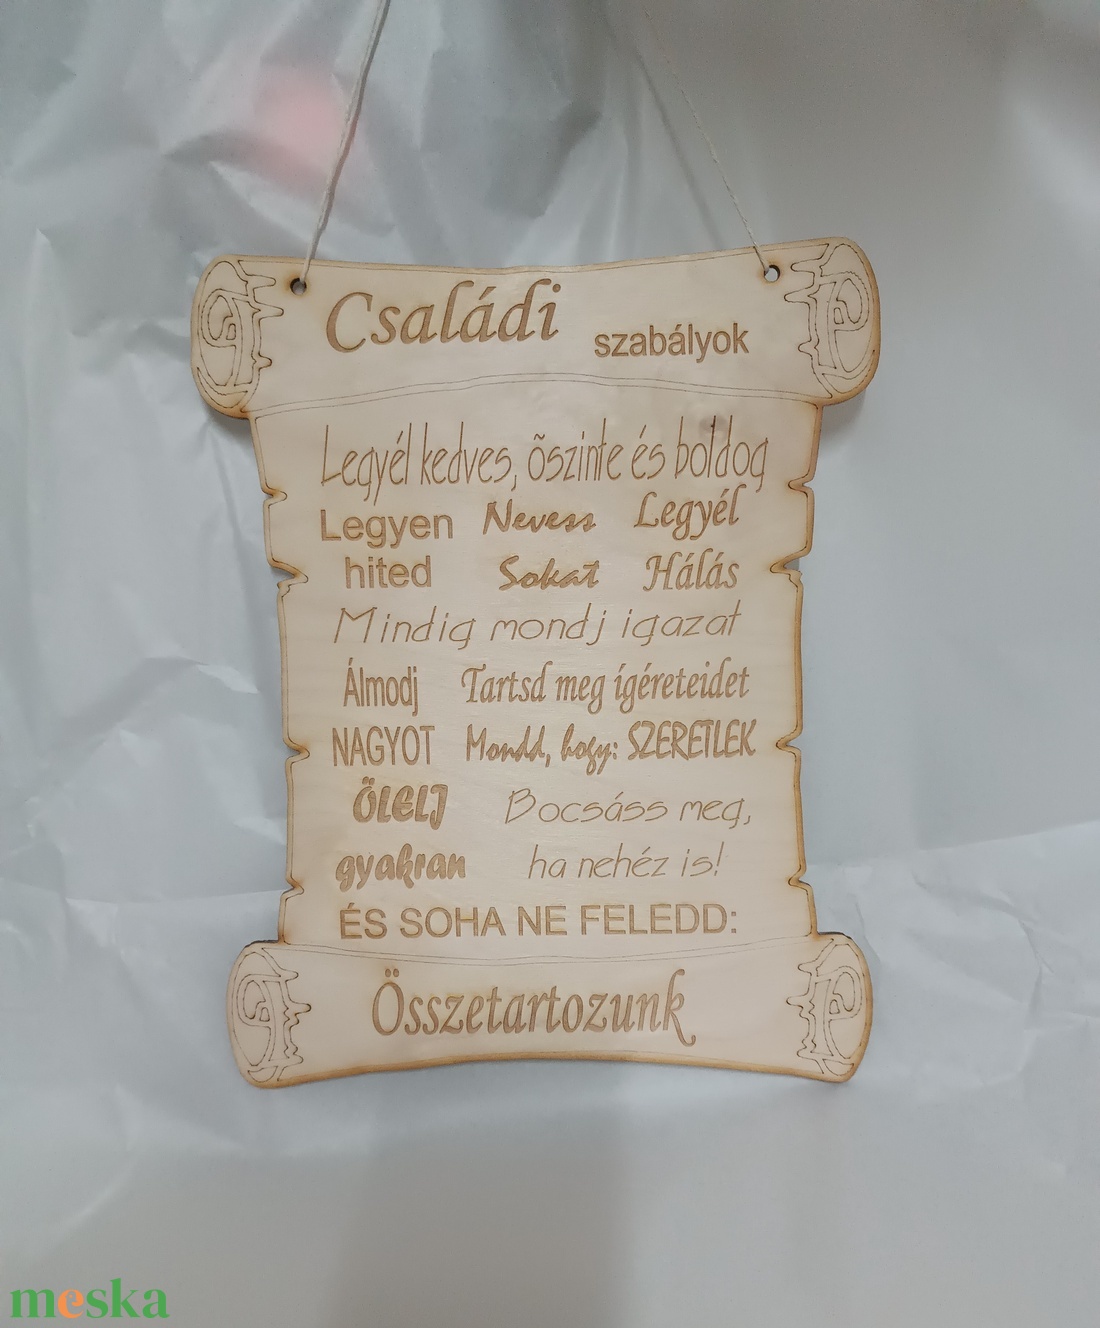 Családi szabályok
Legyél kedves, õszinte és boldog
Legyen hited
Nevess Sokat
Legyél Hálás
Mindig mondj igazat
Álmodj NAGYOT
Tartsd meg ígéreteidet
Mondd, hogy: SZERETLEK
ÖLELJ gyakran
Bocsáss meg,
ha nehéz is!
ÉS SOHA NE FELEDD:
Összetartozunk
meska